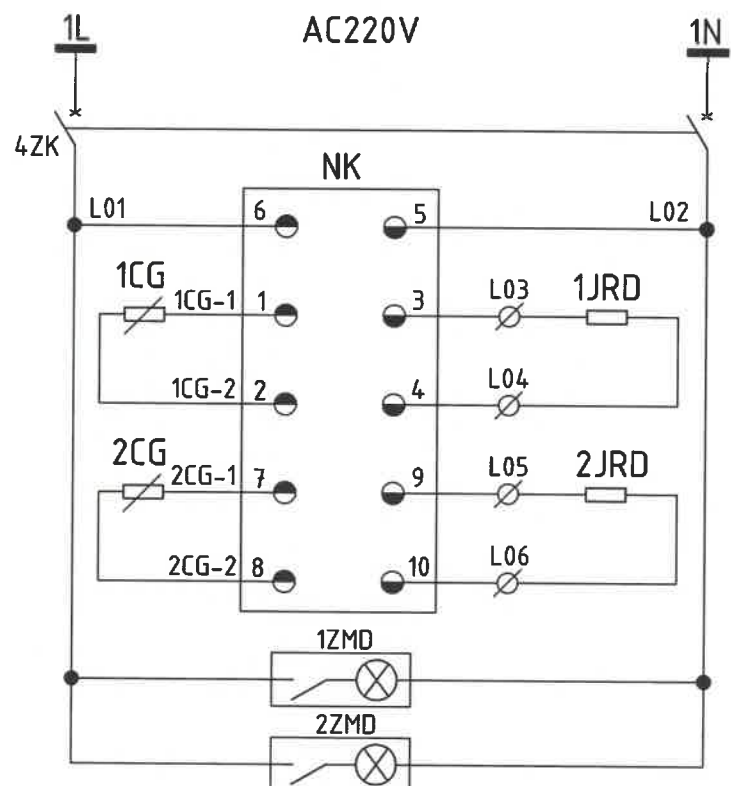 1L AC220V 1N
4ZK
NK
L01 6 5 L02
1CG 1CG-1 1 3 L03 1JRD
1CG-2 2 4 L04
2CG 2CG-1 7 9 L05 2JRD
2CG-2 8 10 L06
1ZMD
2ZMD